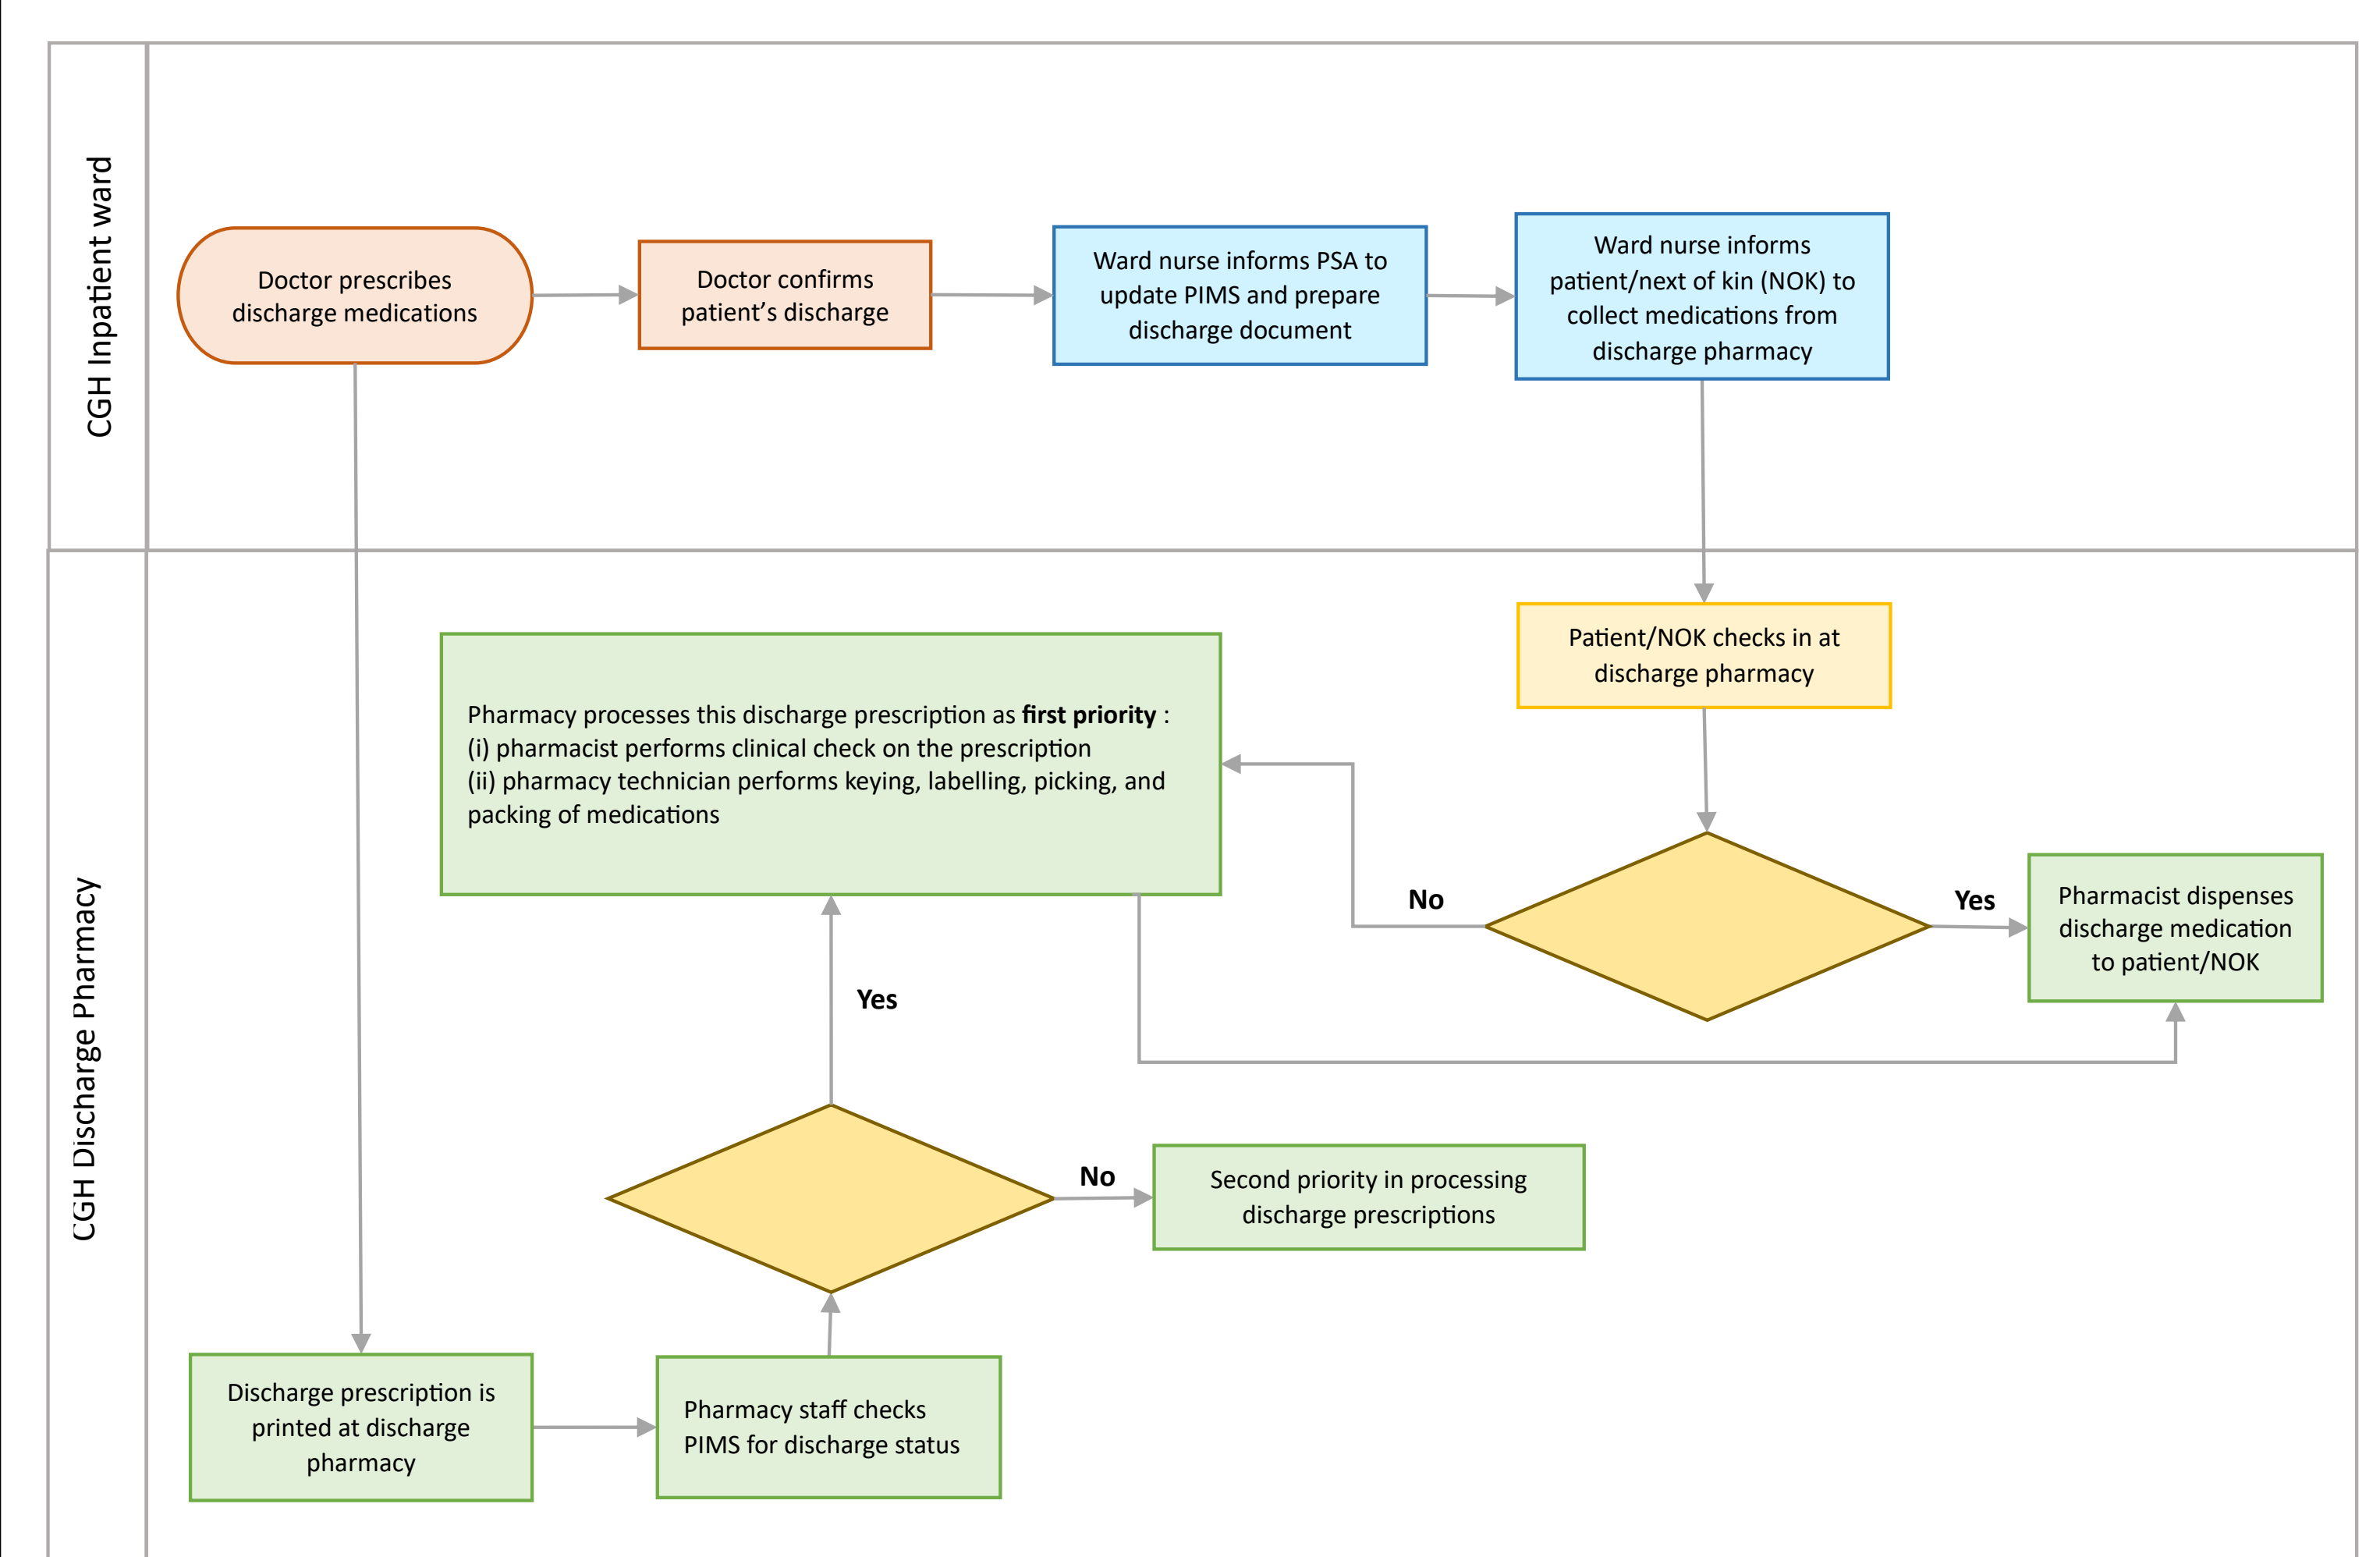 CGH Inpatient ward
Doctor prescribes
discharge medications
Doctor confirms
patient’s discharge
Ward nurse informs PSA to
update PIMS and prepare
discharge document
Ward nurse informs
patient/next of kin (NOK) to
collect medications from
discharge pharmacy
CGH Discharge Pharmacy
Patient/NOK checks in at
discharge pharmacy
Pharmacy processes this discharge prescription as first priority :
(i) pharmacist performs clinical check on the prescription
(ii) pharmacy technician performs keying, labelling, picking, and
packing of medications
No
Yes
Pharmacist dispenses
discharge medication
to patient/NOK
Yes
No
Second priority in processing
discharge prescriptions
Discharge prescription is
printed at discharge
pharmacy
Pharmacy staff checks
PIMS for discharge status